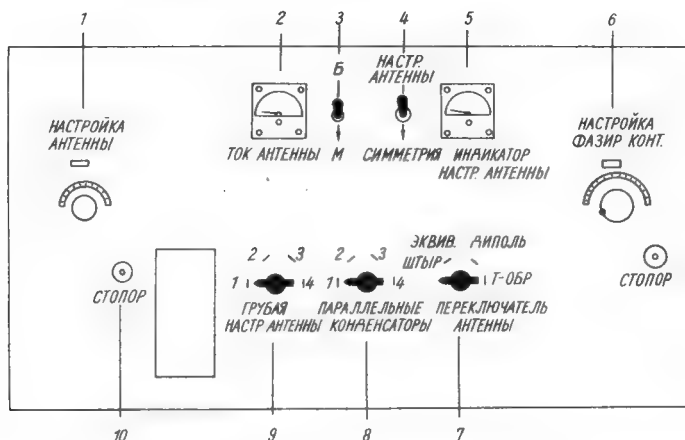 1 2 3 4 5 6
Б
НАСТР.
АНТЕННЫ
НАСТРОЙКА
АНТЕННЫ
ТОК АНТЕННЫ
М
СИММЕТРИЯ
ИНДИКАТОР
НАСТР. АНТЕННЫ
НАСТРОЙКА
ФАЗИР КОНТ.
СТОПОР
1 2 3 4
ГРУБАЯ
НАСТР АНТЕННЫ
1 2 3 4
ПАРАЛЛЕЛЬНЫЕ
КОНДЕНСАТОРЫ
ШТЫРЬ
ЭКВИВ. ДИПОЛЬ
Т-ОБР
ПЕРЕКЛЮЧАТЕЛЬ
АНТЕННЫ
СТОПОР
10 9 8 7